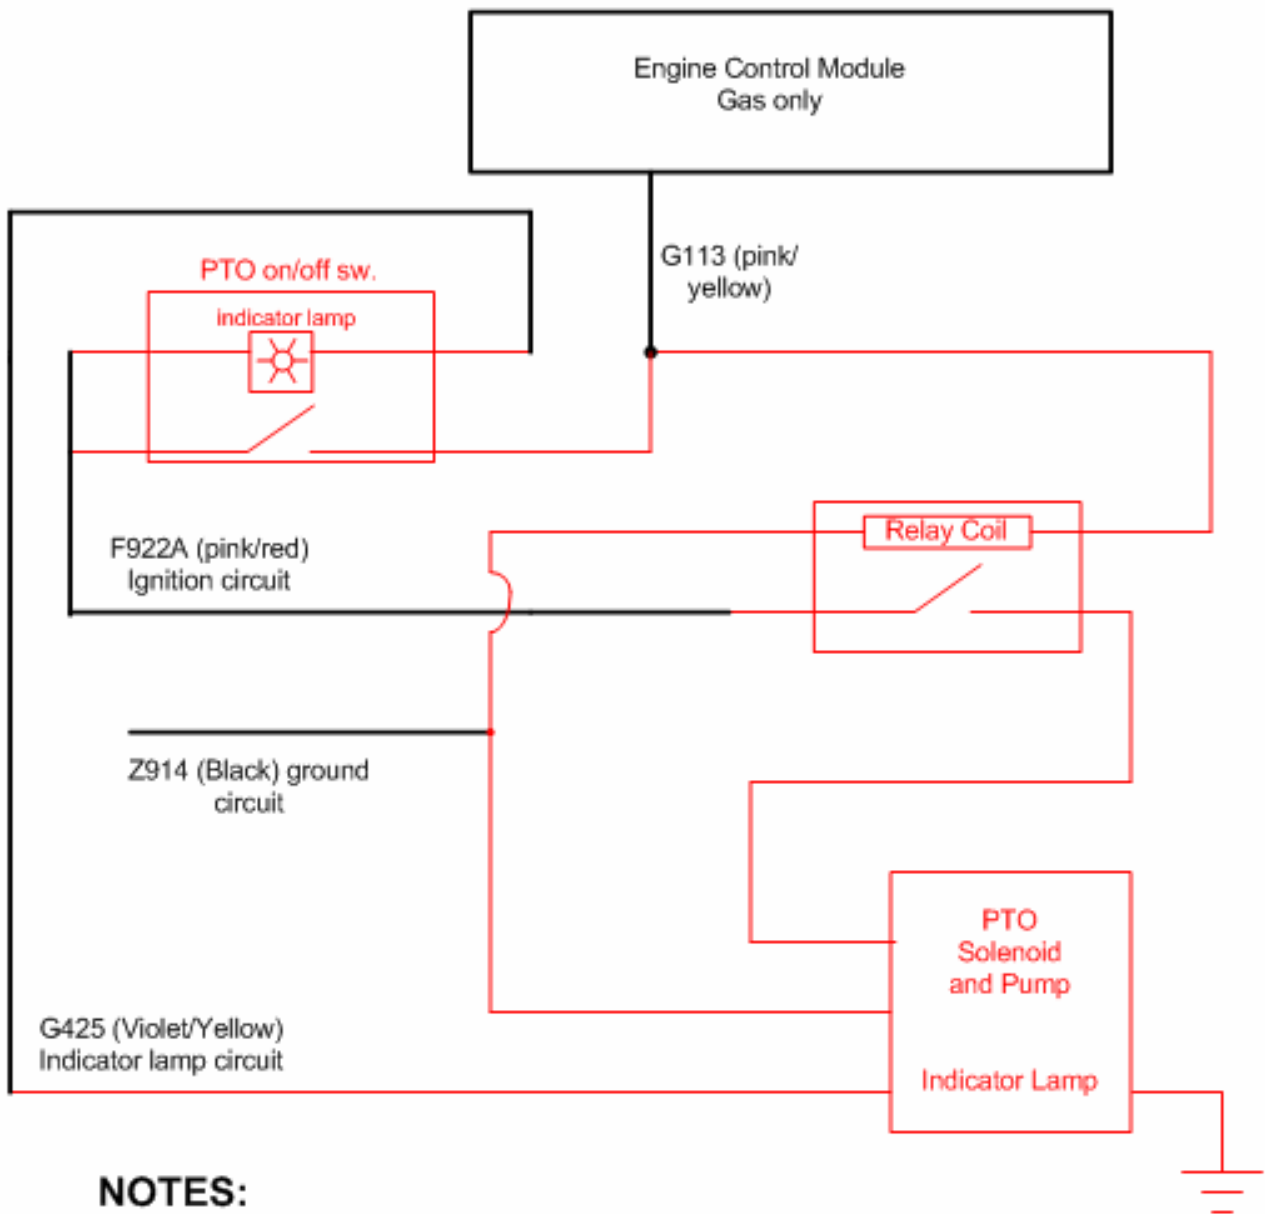 Engine Control Module
Gas only
G113 (pink/
yellow)
PTO on/off sw.
indicator lamp
Relay Coil
F922A (pink/red)
Ignition circuit
Z914 (Black) ground
circuit
PTO
Solenoid
and Pump
G425 (Violet/Yellow)
Indicator lamp circuit
Indicator Lamp
NOTES: